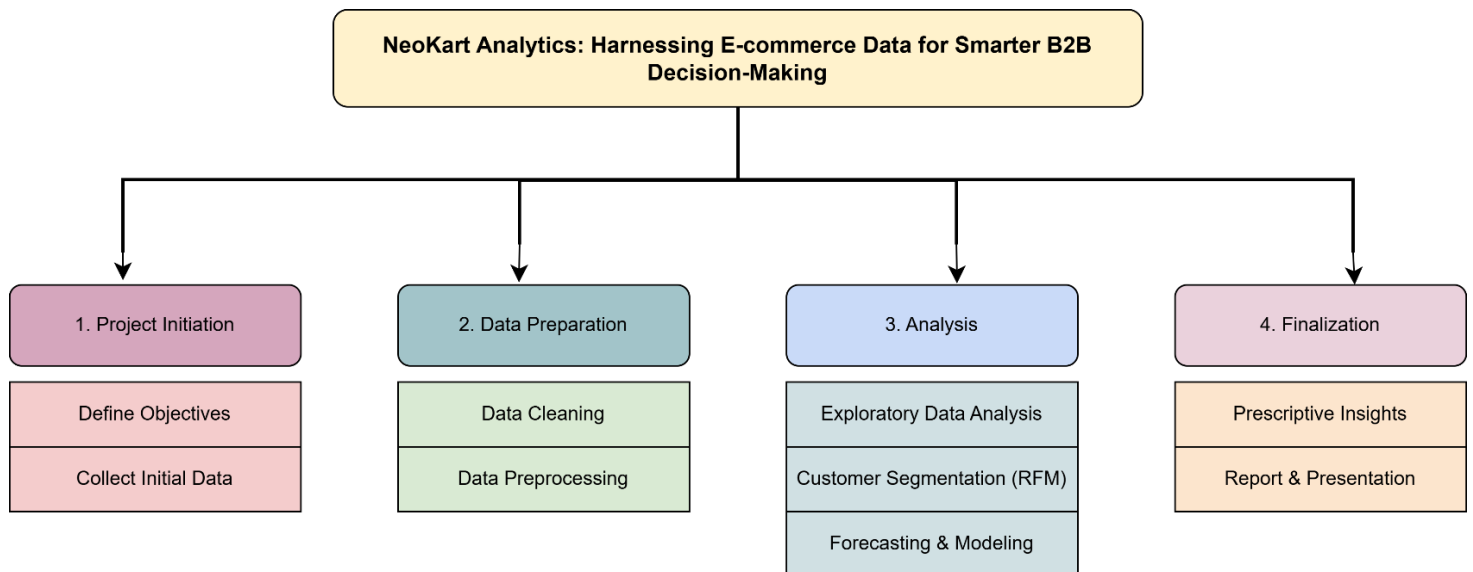 NeoKart Analytics: Harnessing E-commerce Data for Smarter B2B
Decision-Making
1. Project Initiation
Define Objectives
Collect Initial Data
2. Data Preparation
Data Cleaning
Data Preprocessing
3. Analysis
Exploratory Data Analysis
Customer Segmentation (RFM)
Forecasting & Modeling
4. Finalization
Prescriptive Insights
Report & Presentation